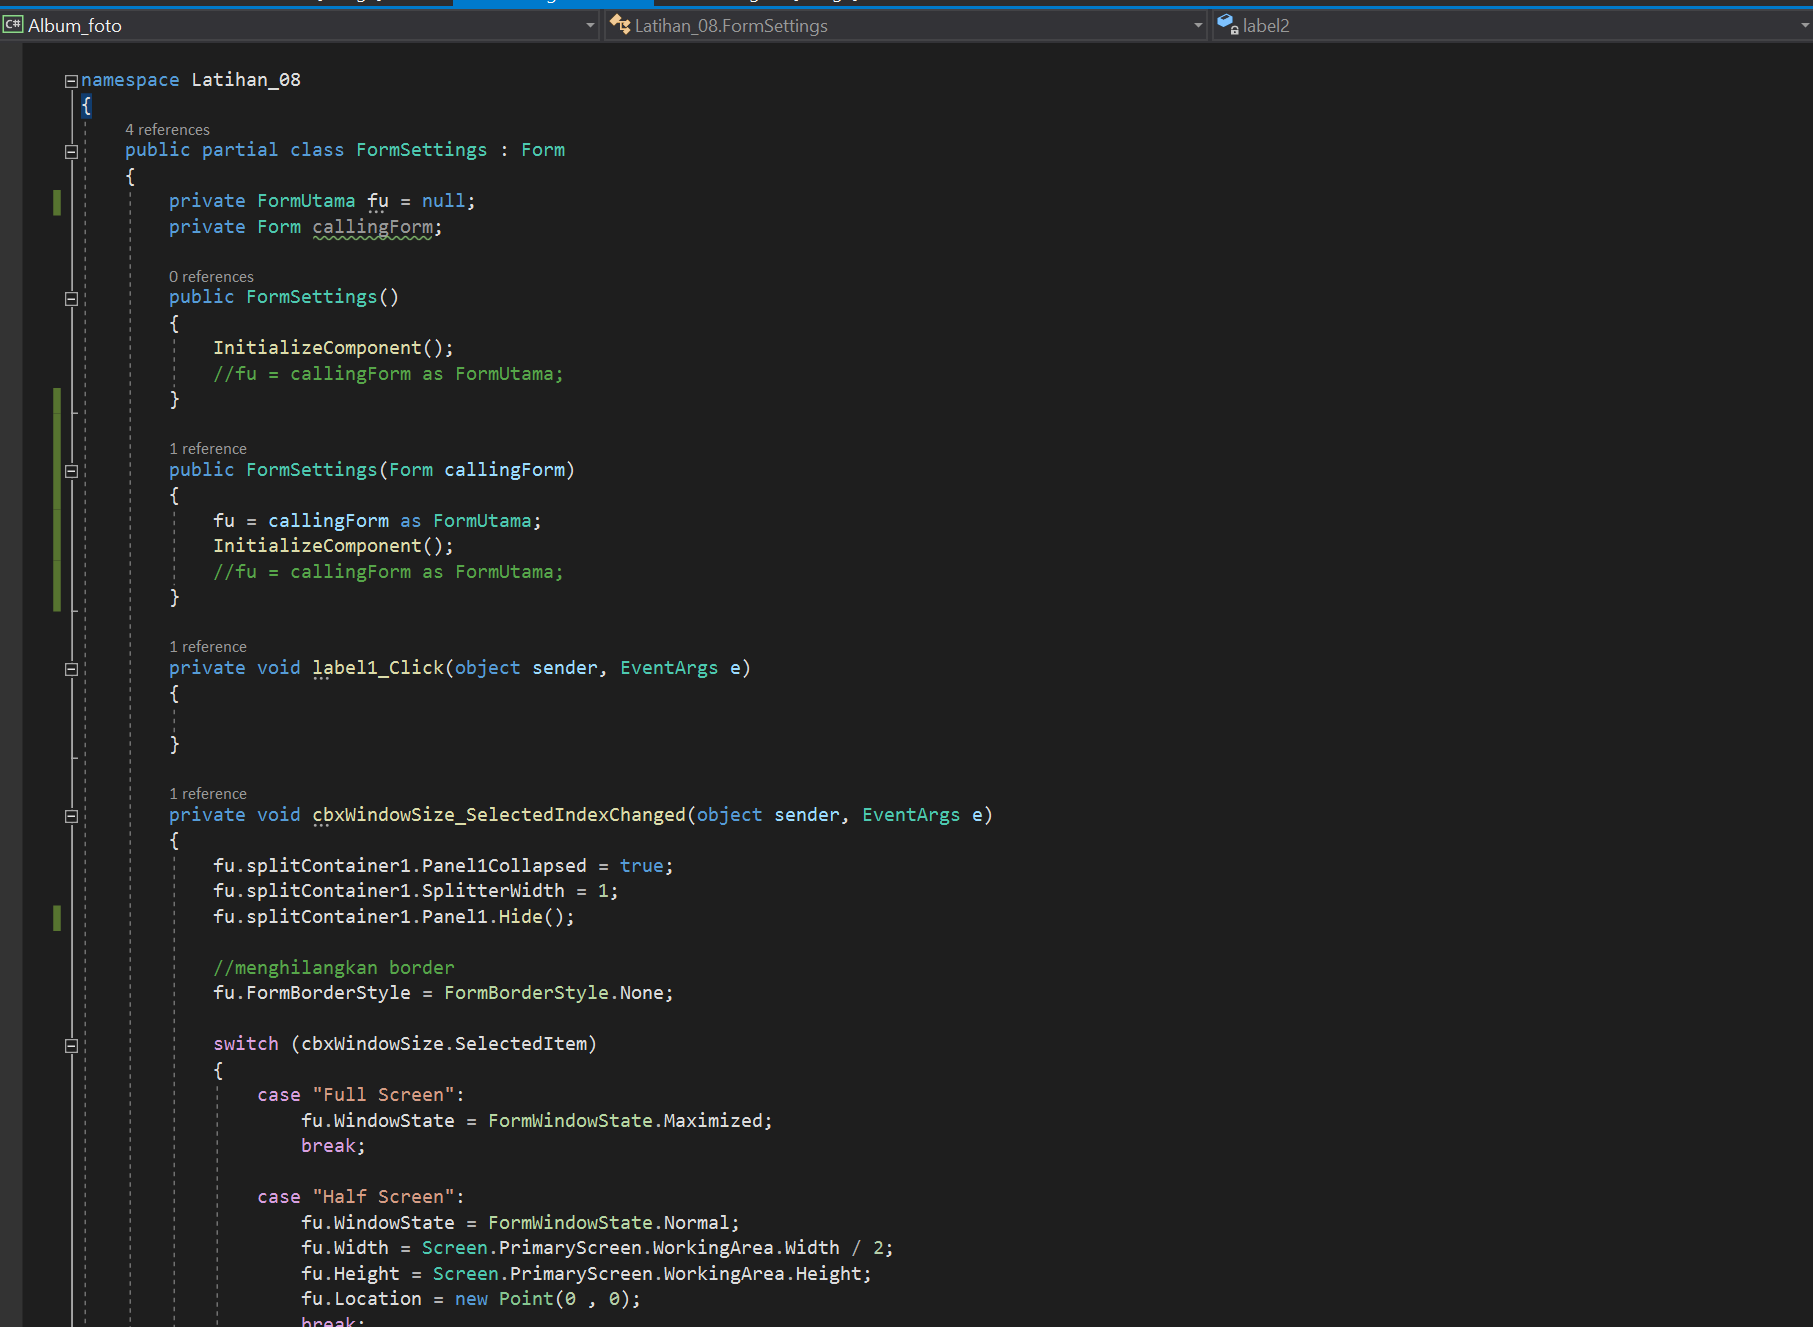 C# Album_foto Latihan_08.FormSettings label2
namespace Latihan_08
{
4 references
public partial class FormSettings : Form
{
private FormUtama fu = null;
private Form callingForm;
0 references
public FormSettings()
{
InitializeComponent();
//fu = callingForm as FormUtama;
}
1 reference
public FormSettings(Form callingForm)
{
fu = callingForm as FormUtama;
InitializeComponent();
//fu = callingForm as FormUtama;
}
1 reference
private void label1_Click(object sender, EventArgs e)
{
}
1 reference
private void cbxWindowSize_SelectedIndexChanged(object sender, EventArgs e)
{
fu.splitContainer1.Panel1Collapsed = true;
fu.splitContainer1.SplitterWidth = 1;
fu.splitContainer1.Panel1.Hide();
//menghilangkan border
fu.FormBorderStyle = FormBorderStyle.None;
switch (cbxWindowSize.SelectedItem)
{
case "Full Screen":
fu.WindowState = FormWindowState.Maximized;
break;
case "Half Screen":
fu.WindowState = FormWindowState.Normal;
fu.Width = Screen.PrimaryScreen.WorkingArea.Width / 2;
fu.Height = Screen.PrimaryScreen.WorkingArea.Height;
fu.Location = new Point(0 , 0);
break;